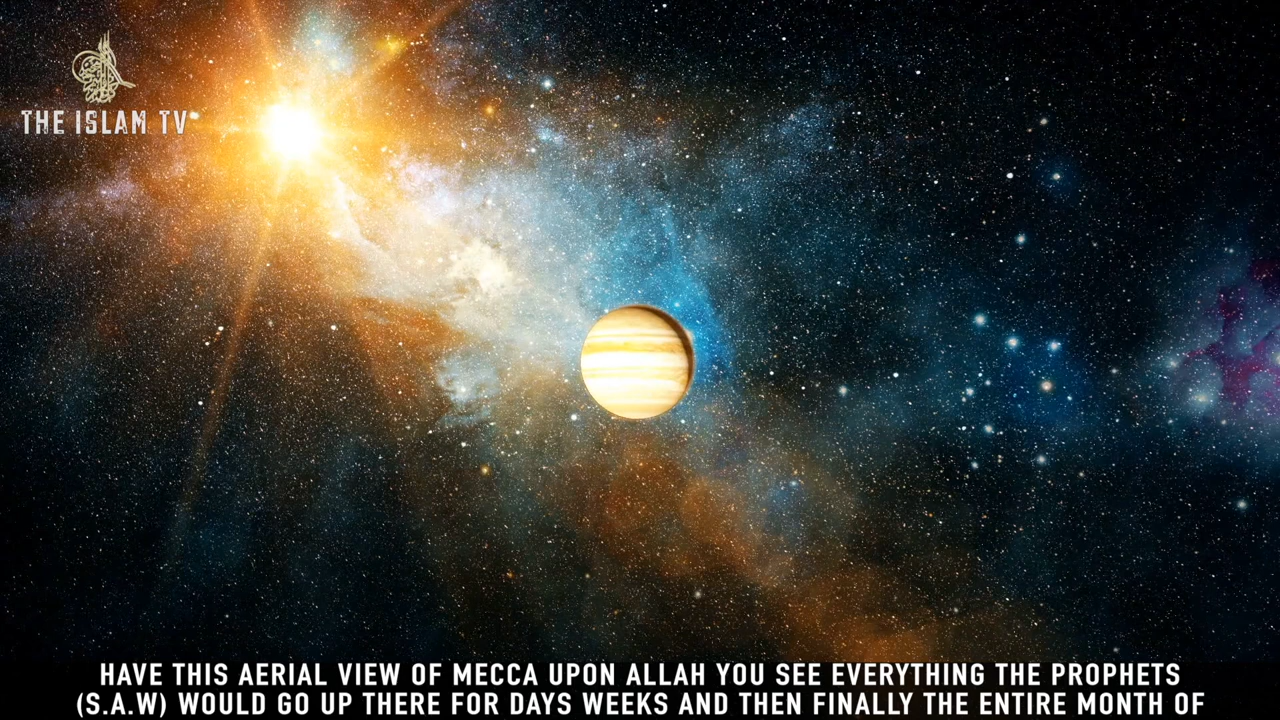 THE ISLAM TV
HAVE THIS AERIAL VIEW OF MECCA UPON ALLAH YOU SEE EVERYTHING THE PROPHETS
(S.A.W) WOULD GO UP THERE FOR DAYS WEEKS AND THEN FINALLY THE ENTIRE MONTH OF